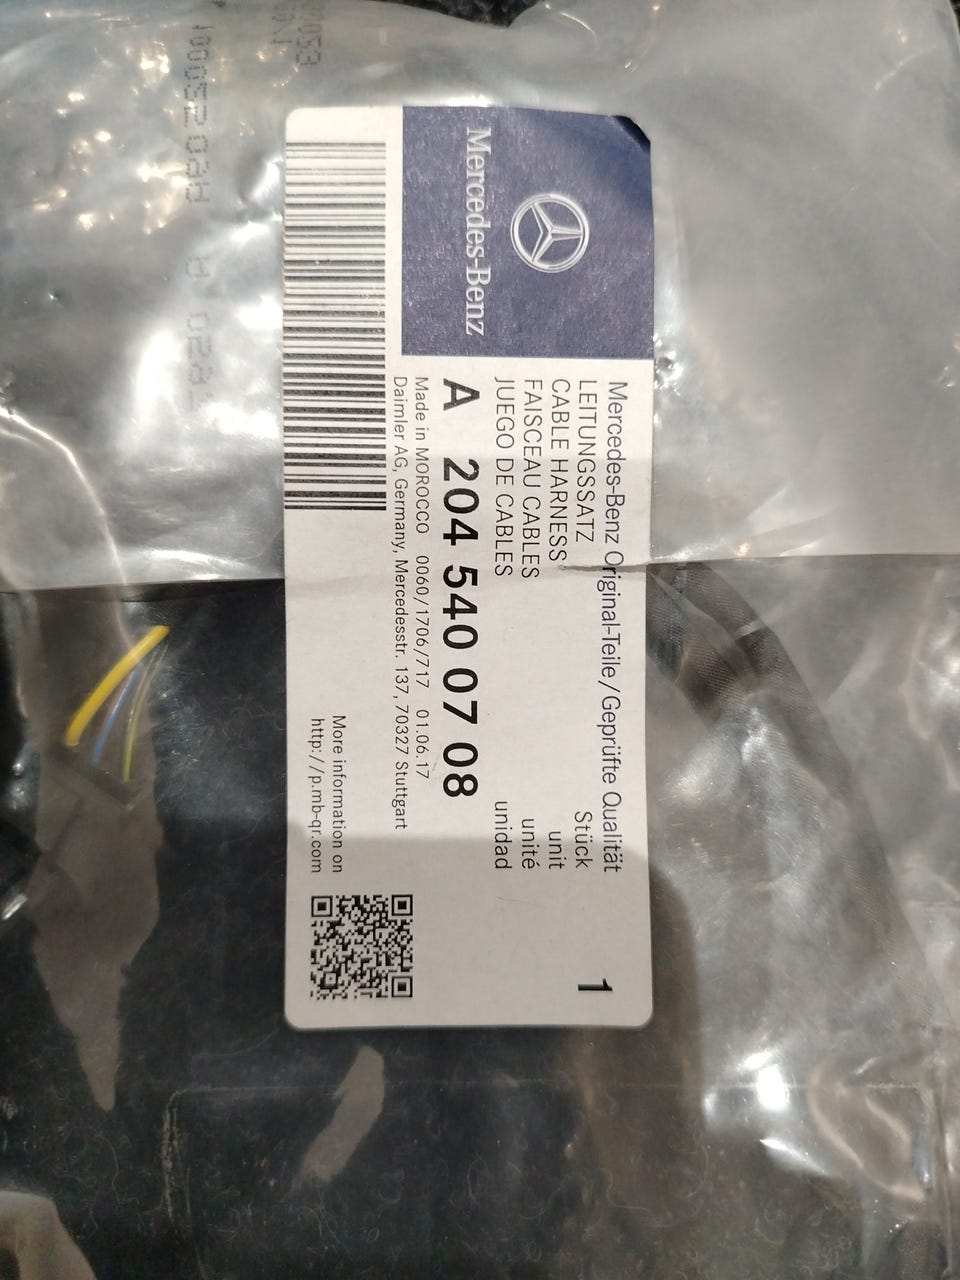 Mercedes-Benz
Mercedes-Benz Original-Teile/Geprüfte Qualität
LEITUNGSSATZ Stück 1
CABLE HARNESS unit
FAISCEAU CABLES unité
JUEGO DE CABLES unidad
A 204 540 07 08
Made in MOROCCO 0060/1706/717 01.06.17
Daimler AG, Germany, Mercedesstr. 137, 70327 Stuttgart
More information on
http://p.mb-qr.com